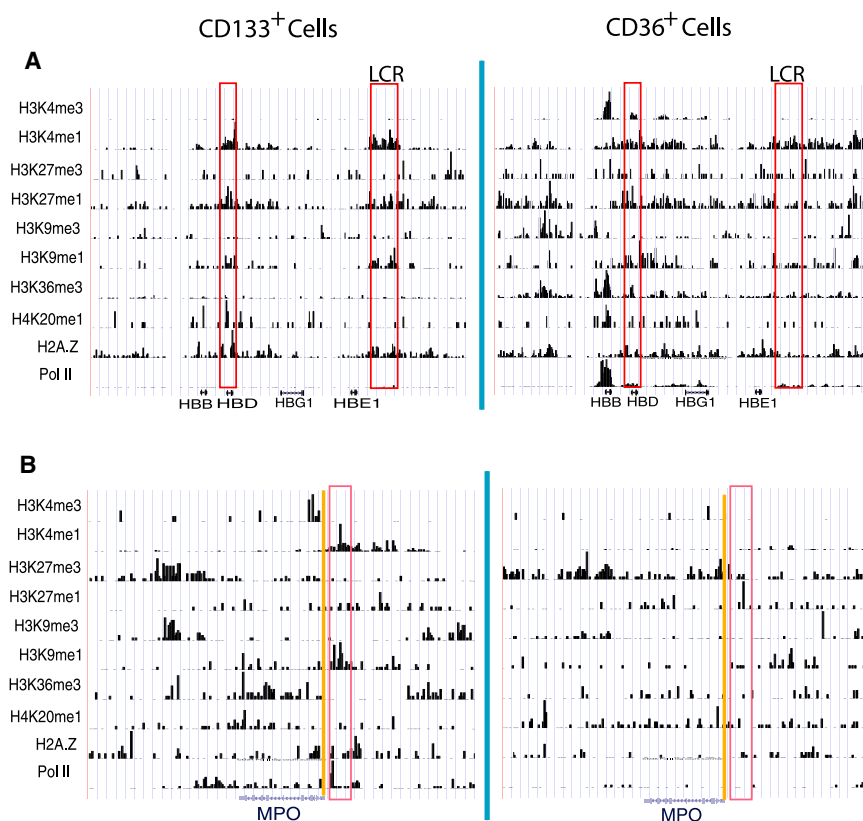 CD133+ Cells
CD36+ Cells
A
LCR
LCR
H3K4me3
H3K4me1
H3K27me3
H3K27me1
H3K9me3
H3K9me1
H3K36me3
H4K20me1
H2A.Z
Pol II
HBB HBD HBG1 HBE1
HBB HBD HBG1 HBE1
B
H3K4me3
H3K4me1
H3K27me3
H3K27me1
H3K9me3
H3K9me1
H3K36me3
H4K20me1
H2A.Z
Pol II
MPO
MPO